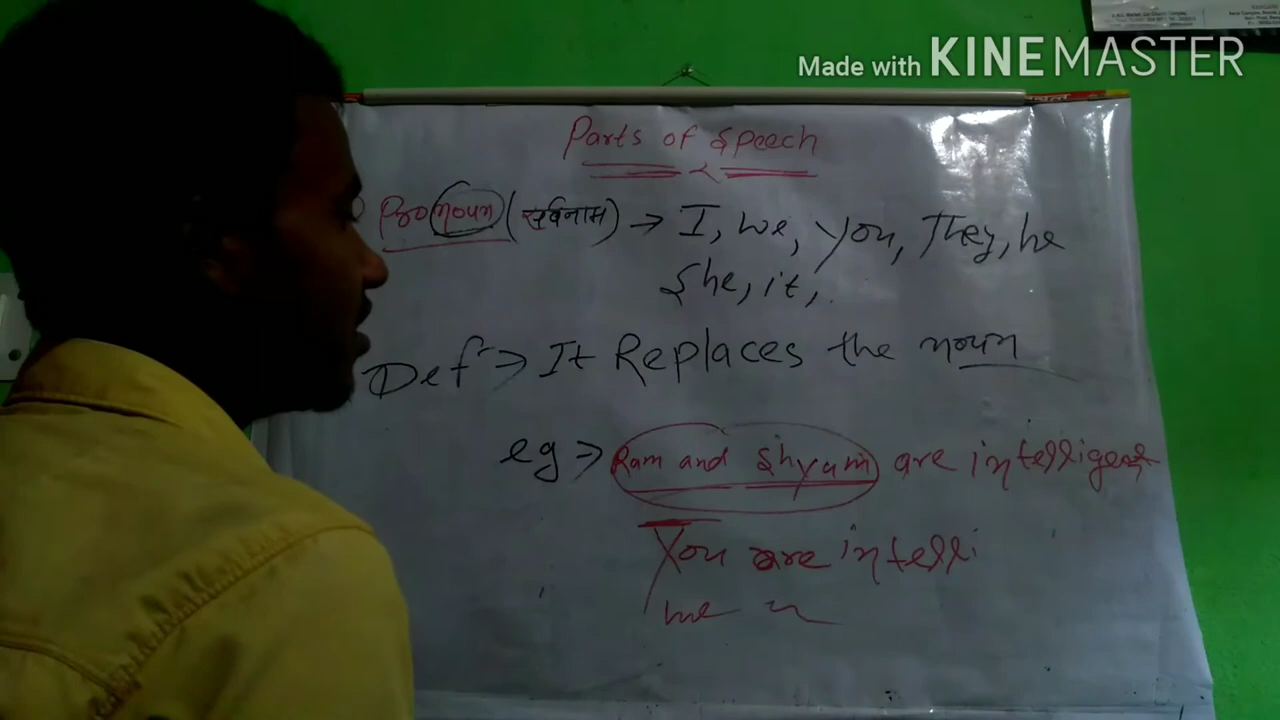 Made with KINEMASTER
Parts of Speech
Pronoun (सर्वनाम) → I, we, You, They, he
She, it,
Def → It Replaces the noun
eg → Ram and Shyam are intelligent
You are intelli
we